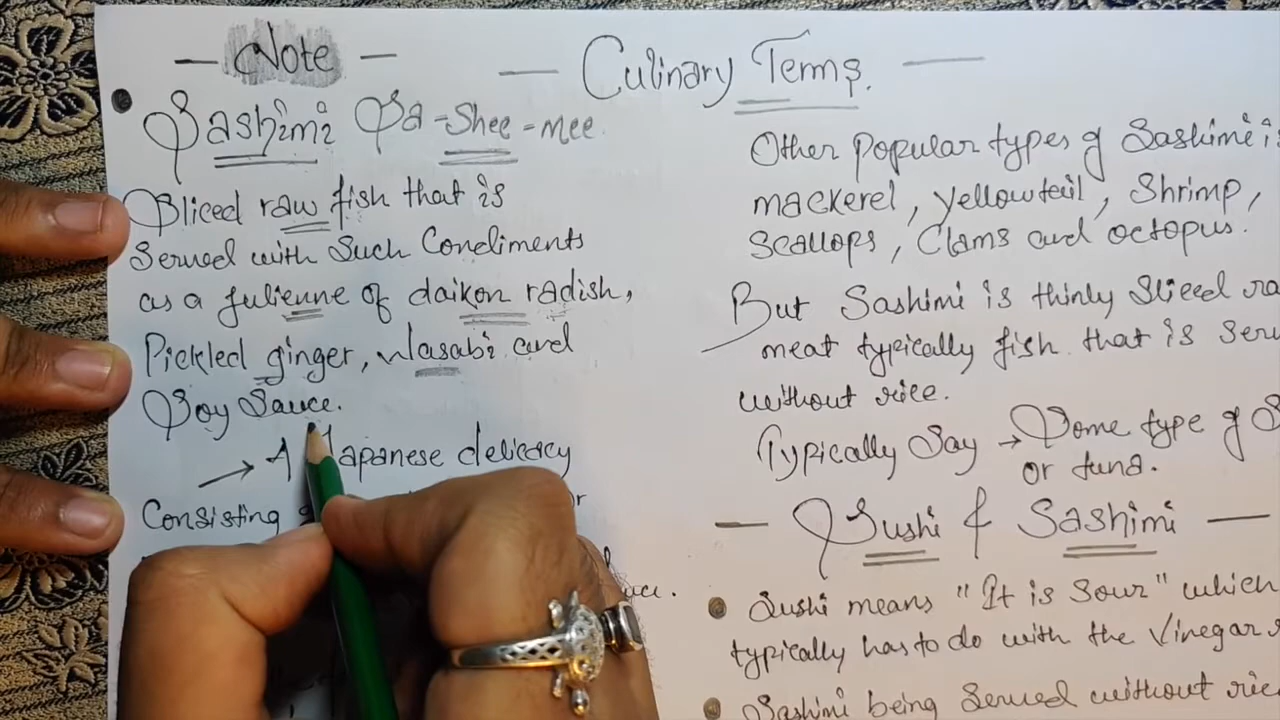 — Note —
— Culinary Terms. —
Sashimi Sa-Shee-mee.
Sliced raw fish that is
Served with Such Condiments
as a julienne of daikon radish,
Pickled ginger, Wasabi and
Soy Sauce.
→ A Japanese delicacy
Consisting
Other Popular types of Sashimi is
mackerel, yellowtail, Shrimp,
Scallops, Clams and octopus.
But Sashimi is thinly Sliced
meat typically fish that is
without rice.
Typically Say → Some type of
or tuna.
— Sushi & Sashimi —
Sushi means "It is Sour" which
typically has to do with the Vinegar
Sashimi being Served without